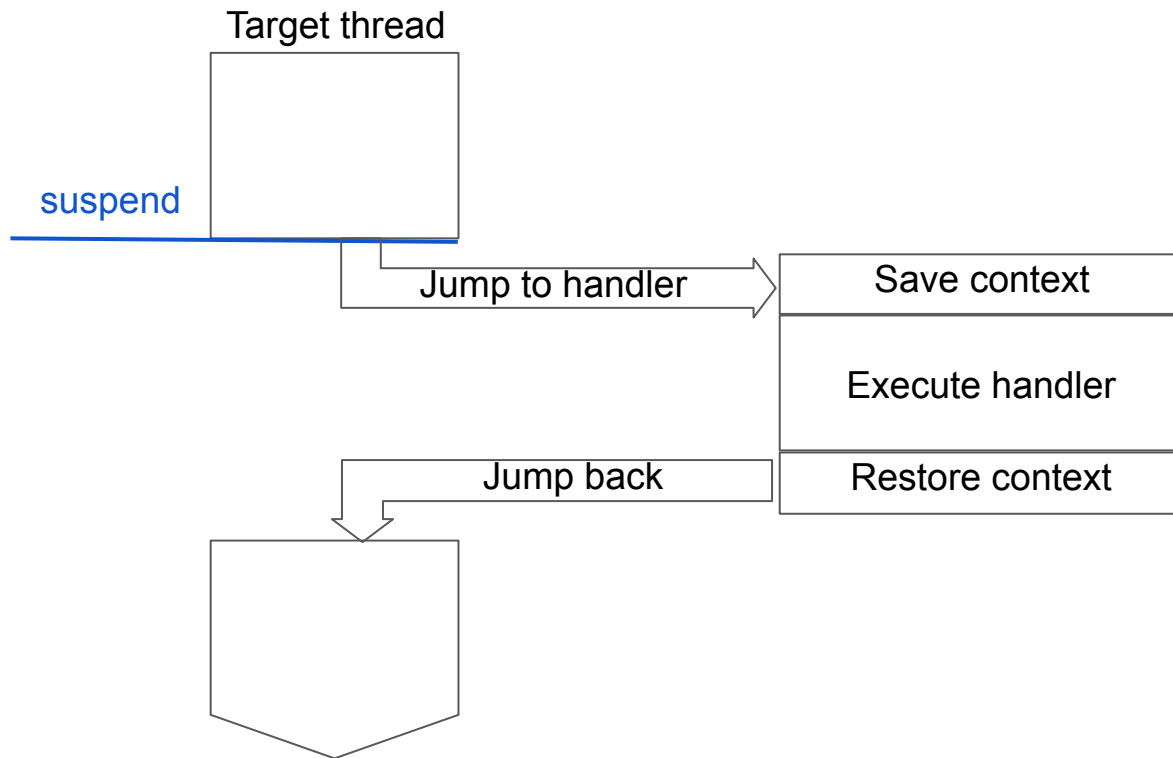 Target thread
suspend
Jump to handler
Save context
Execute handler
Jump back
Restore context